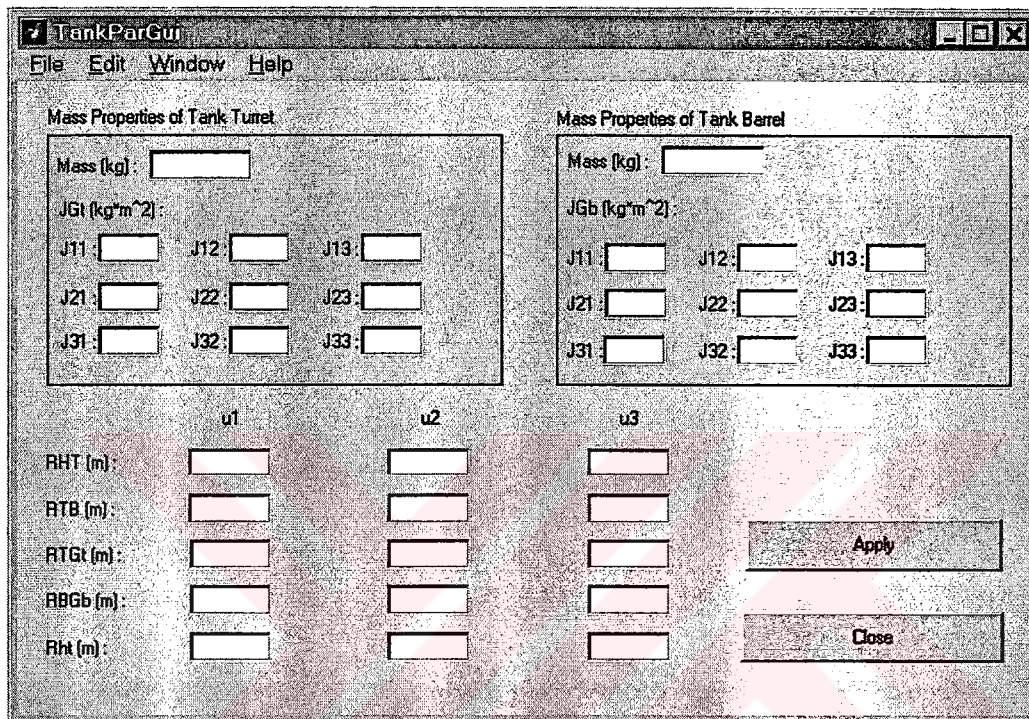 TankParGui
File Edit Window Help
Mass Properties of Tank Turret
Mass (kg) :
JGt (kg*m^2) :
J11 : J12 : J13 :
J21 : J22 : J23 :
J31 : J32 : J33 :
Mass Properties of Tank Barrel
Mass (kg) :
JGb (kg*m^2) :
J11 : J12 : J13 :
J21 : J22 : J23 :
J31 : J32 : J33 :
u1 u2 u3
RHT (m) :
RTB (m) :
RTGt (m) :
RBGb (m) :
Rht (m) :
Apply
Close